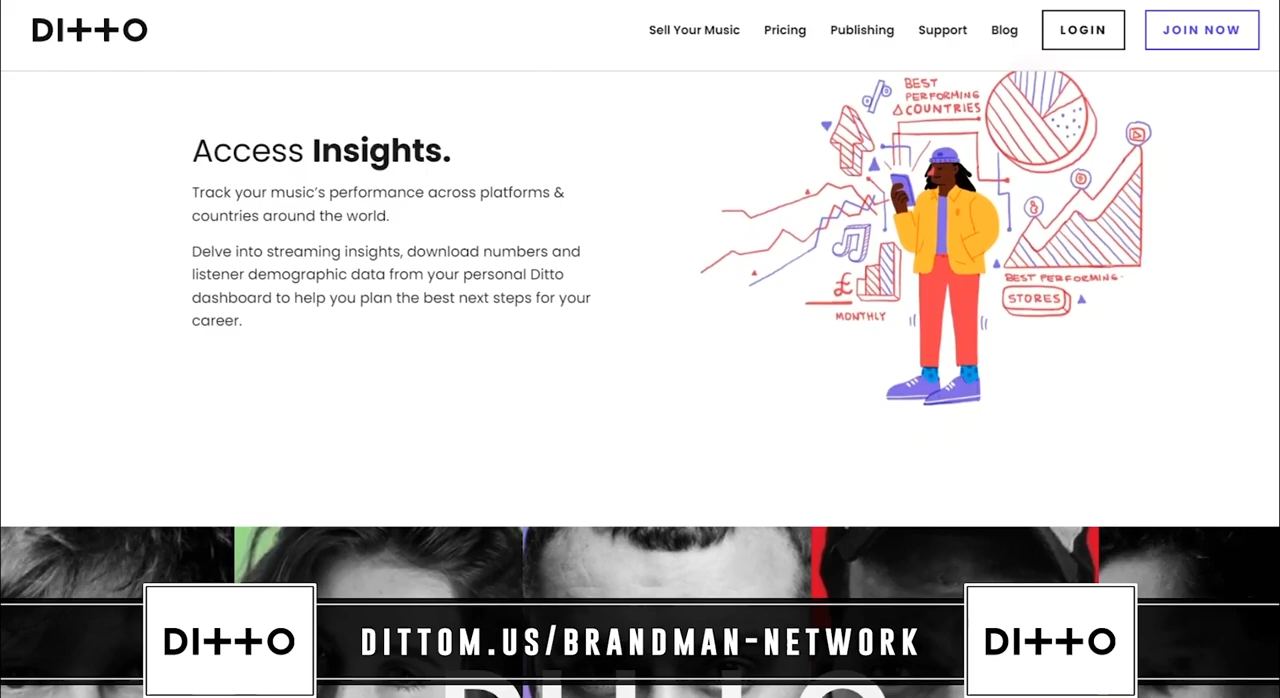 DITTO
Sell Your Music
Pricing
Publishing
Support
Blog
LOGIN
JOIN NOW
Access Insights.
Track your music’s performance across platforms &
countries around the world.
Delve into streaming insights, download numbers and
listener demographic data from your personal Ditto
dashboard to help you plan the best next steps for your
career.
BEST
PERFORMING
COUNTRIES
£
MONTHLY
BEST PERFORMING
STORES
DITTO
DITTOM.US/BRANDMAN-NETWORK
DITTO